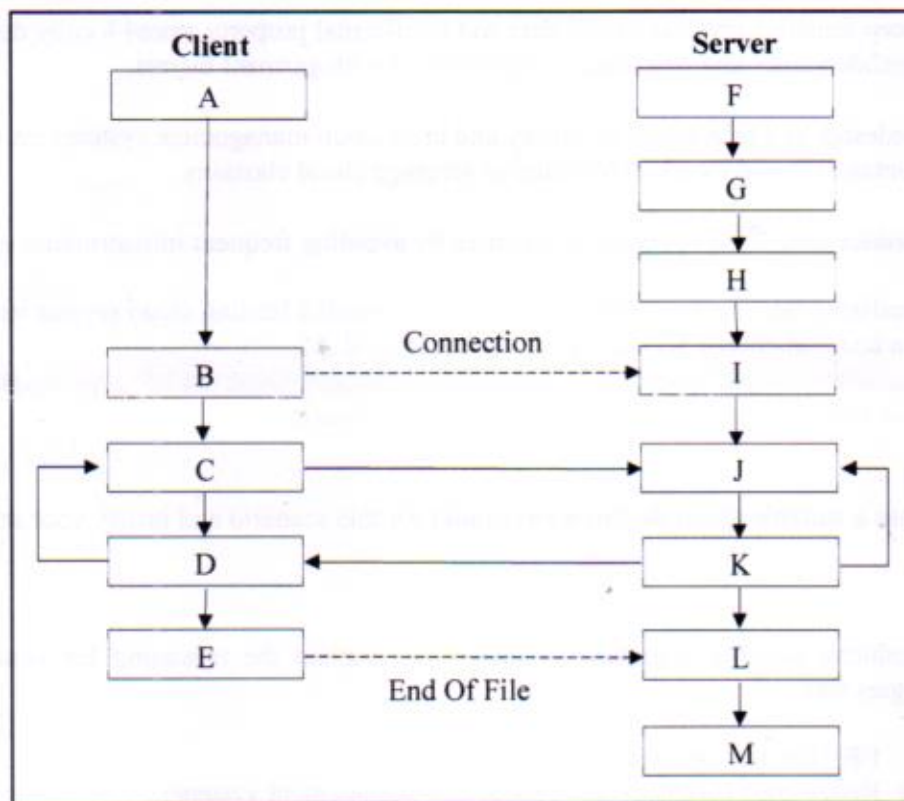 Client Server
A F
G
H
Connection
B I
C J
D K
E L
End Of File
M